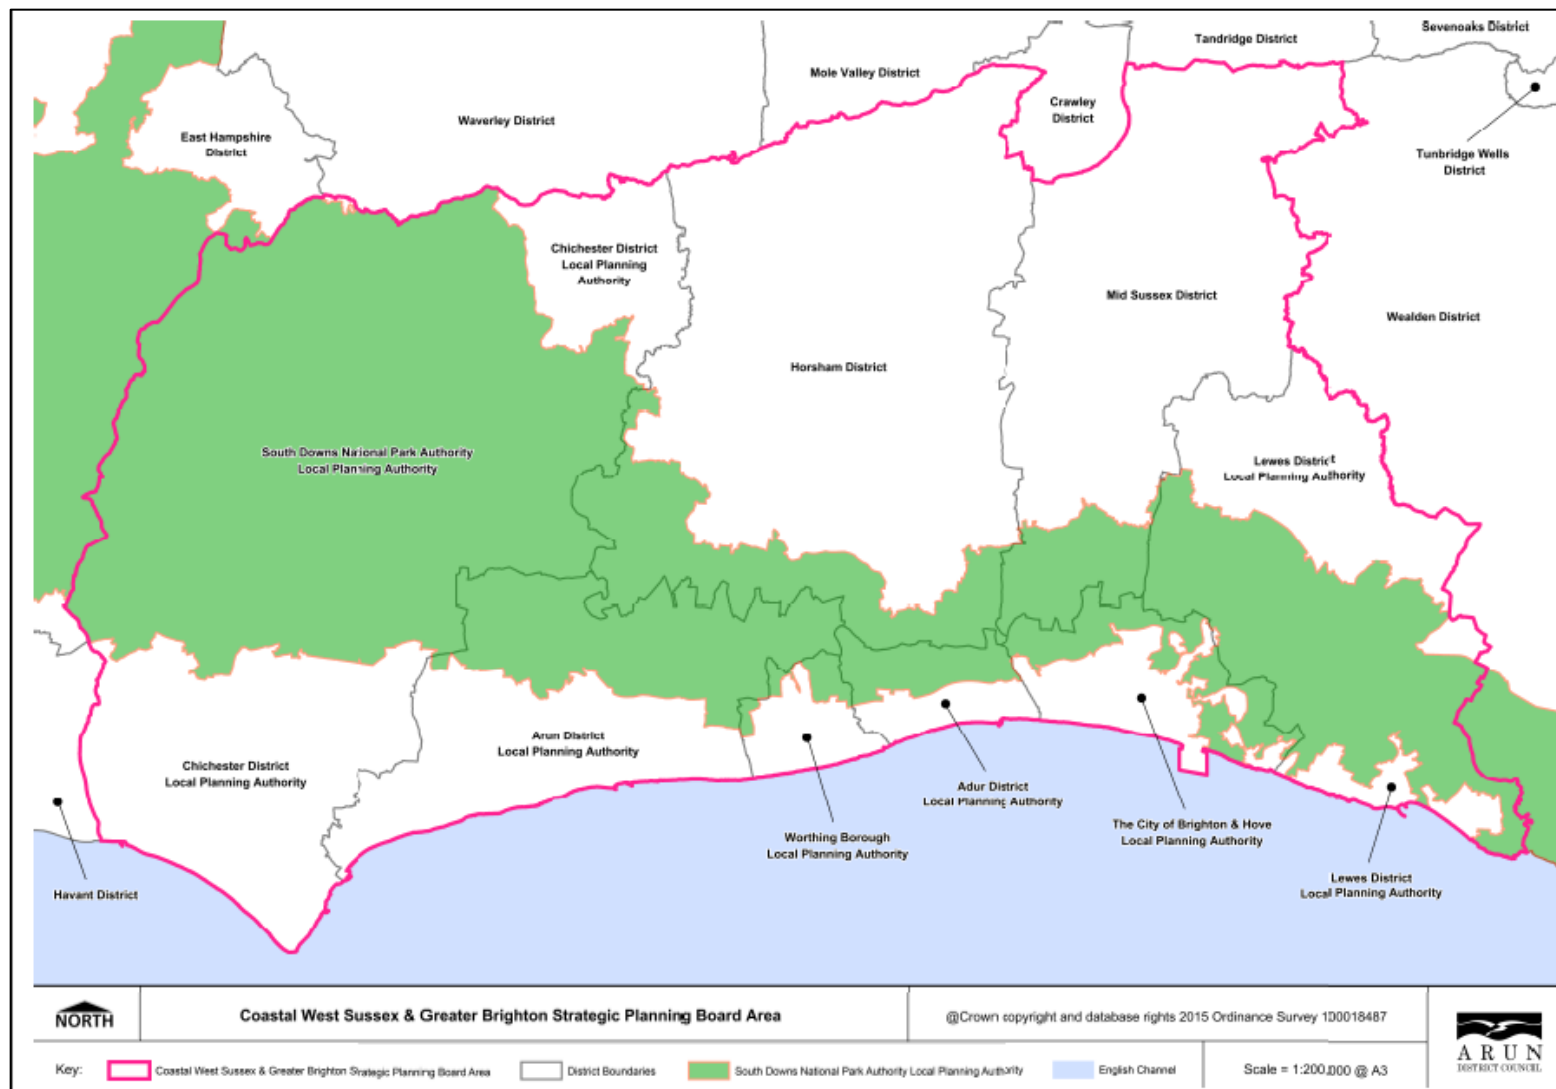 Sevenoaks District
Tandridge District
Mole Valley District
Crawley
District
Waverley District
East Hampshire
District
Tunbridge Wells
District
Chichester District
Local Planning
Authority
Mid Sussex District
Wealden District
Horsham District
South Downs National Park Authority
Local Planning Authority
Lewes District
Local Planning Authority
Arun District
Local Planning Authority
Chichester District
Local Planning Authority
Adur District
Local Planning Authority
Worthing Borough
Local Planning Authority
The City of Brighton & Hove
Local Planning Authority
Havant District
Lewes District
Local Planning Authority
NORTH
Coastal West Sussex & Greater Brighton Strategic Planning Board Area
@Crown copyright and database rights 2015 Ordinance Survey 100018487
Key:
Coastal West Sussex & Greater Brighton Strategic Planning Board Area
District Boundaries
South Downs National Park Authority Local Planning Authority
English Channel
Scale = 1:200,000 @ A3
ARUN
DISTRICT COUNCIL